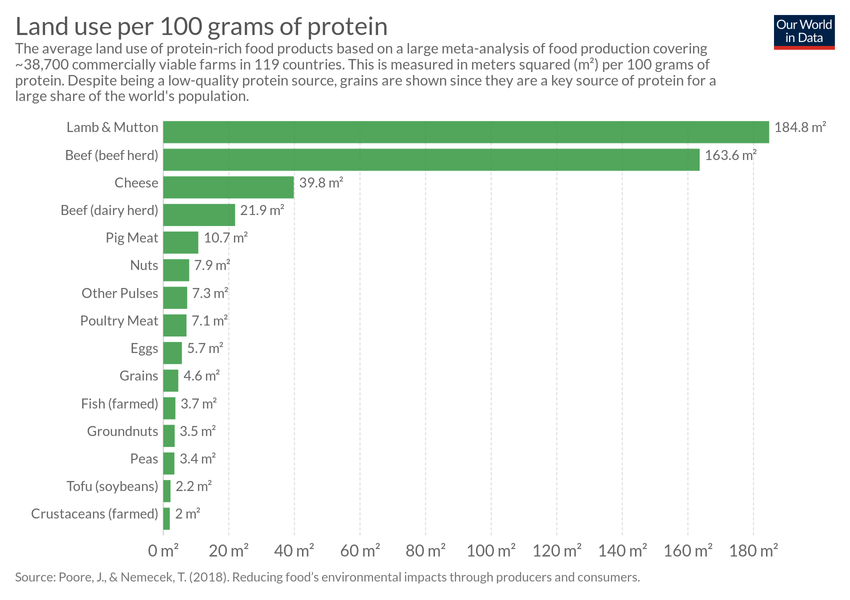 Land use per 100 grams of protein
Our World
in Data
The average land use of protein-rich food products based on a large meta-analysis of food production covering
~38,700 commercially viable farms in 119 countries. This is measured in meters squared (m²) per 100 grams of
protein. Despite being a low-quality protein source, grains are shown since they are a key source of protein for a
large share of the world's population.
Lamb & Mutton 184.8 m²
Beef (beef herd) 163.6 m²
Cheese 39.8 m²
Beef (dairy herd) 21.9 m²
Pig Meat 10.7 m²
Nuts 7.9 m²
Other Pulses 7.3 m²
Poultry Meat 7.1 m²
Eggs 5.7 m²
Grains 4.6 m²
Fish (farmed) 3.7 m²
Groundnuts 3.5 m²
Peas 3.4 m²
Tofu (soybeans) 2.2 m²
Crustaceans (farmed) 2 m²
0 m² 20 m² 40 m² 60 m² 80 m² 100 m² 120 m² 140 m² 160 m² 180 m²
Source: Poore, J., & Nemecek, T. (2018). Reducing food's environmental impacts through producers and consumers.